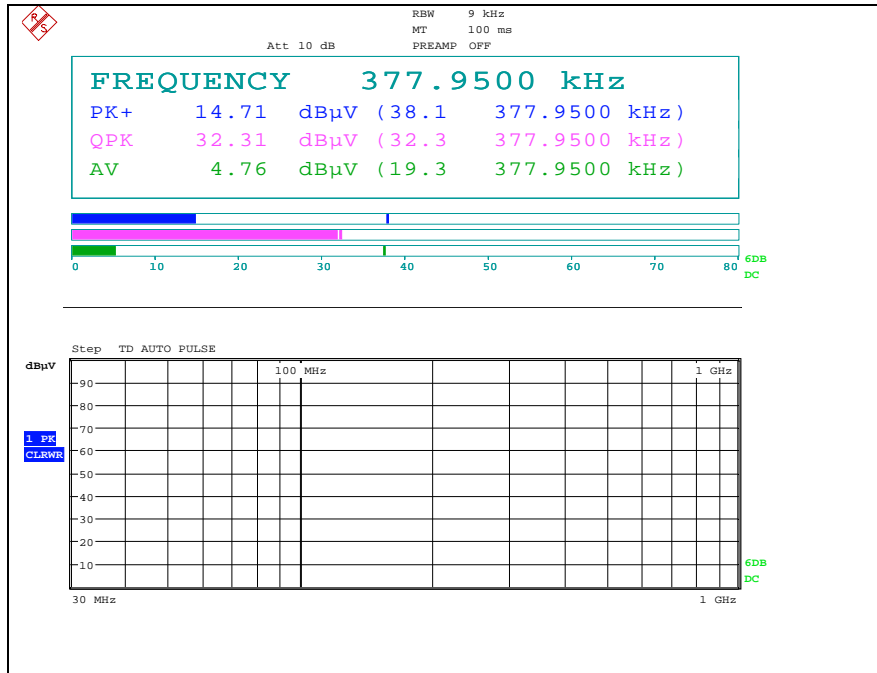 R&S
RBW 9 kHz
MT 100 ms
Att 10 dB PREAMP OFF
FREQUENCY 377.9500 kHz
PK+ 14.71 dBµV (38.1 377.9500 kHz)
QPK 32.31 dBµV (32.3 377.9500 kHz)
AV 4.76 dBµV (19.3 377.9500 kHz)
0 10 20 30 40 50 60 70 80
6DB
DC
Step TD AUTO PULSE
dBµV
100 MHz 1 GHz
90
80
70
1 PK
CLRWR
60
50
40
30
20
10
6DB
DC
30 MHz 1 GHz